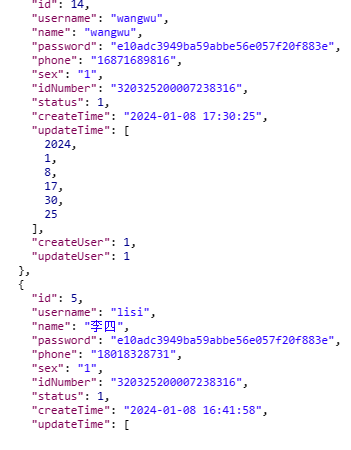 "id": 14,
"username": "wangwu",
"name": "wangwu",
"password": "e10adc3949ba59abbe56e057f20f883e",
"phone": "16871689816",
"sex": "1",
"idNumber": "320325200007238316",
"status": 1,
"createTime": "2024-01-08 17:30:25",
"updateTime": [
2024,
1,
8,
17,
30,
25
],
"createUser": 1,
"updateUser": 1
},
{
"id": 5,
"username": "lisi",
"name": "李四",
"password": "e10adc3949ba59abbe56e057f20f883e",
"phone": "18018328731",
"sex": "1",
"idNumber": "320325200007238316",
"status": 1,
"createTime": "2024-01-08 16:41:58",
"updateTime": [